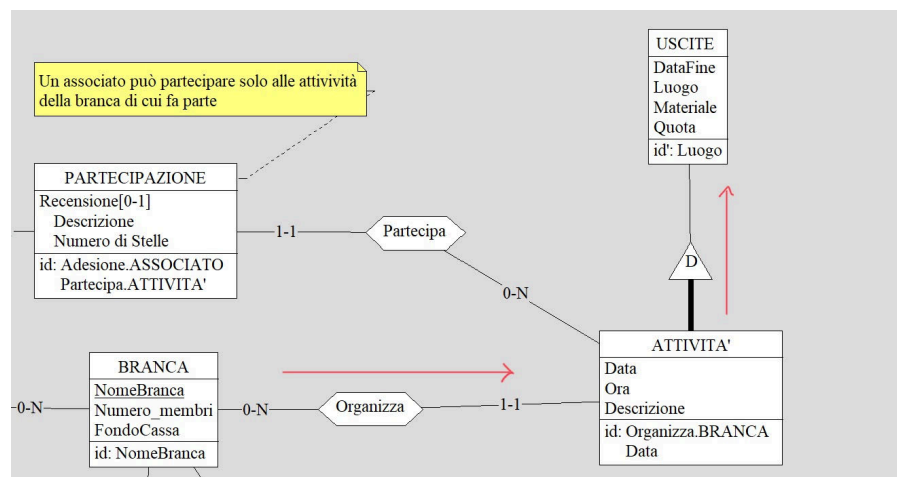 USCITE
DataFine
Luogo
Materiale
Quota
id': Luogo
Un associato può partecipare solo alle attivività
della branca di cui fa parte
PARTECIPAZIONE
Recensione[0-1]
Descrizione
Numero di Stelle
id: Adesione.ASSOCIATO
Partecipa.ATTIVITA'
1-1
Partecipa
0-N
D
ATTIVITA'
Data
Ora
Descrizione
id: Organizza.BRANCA
Data
0-N
BRANCA
NomeBranca
Numero_membri
FondoCassa
id: NomeBranca
0-N
Organizza
1-1